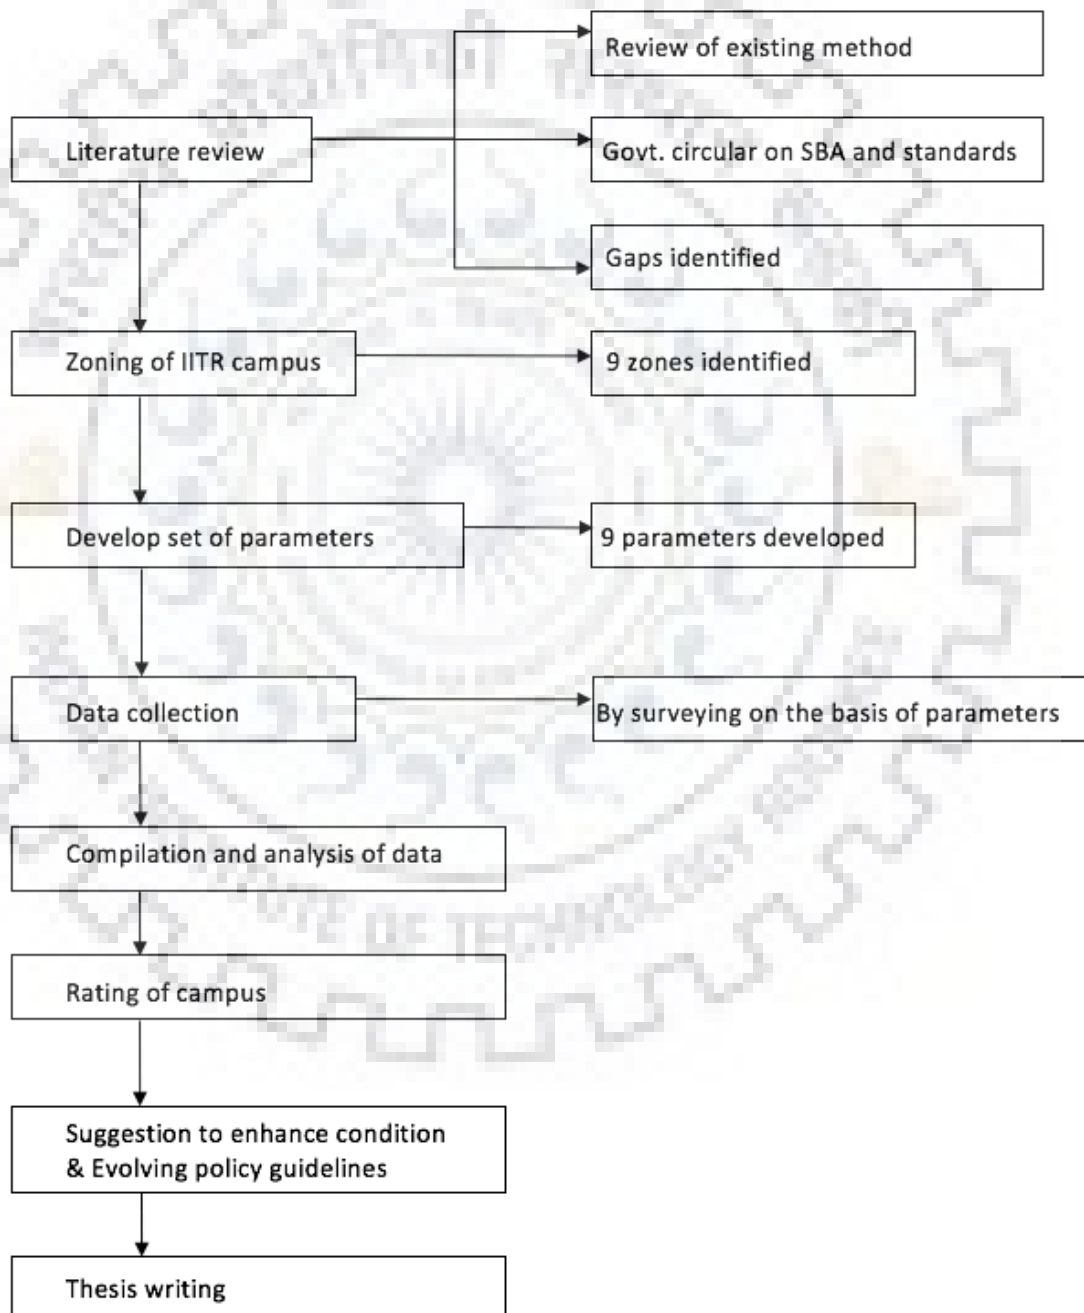 Review of existing method
Literature review
Govt. circular on SBA and standards
Gaps identified
Zoning of IITR campus
9 zones identified
Develop set of parameters
9 parameters developed
Data collection
By surveying on the basis of parameters
Compilation and analysis of data
Rating of campus
Suggestion to enhance condition
& Evolving policy guidelines
Thesis writing
OF TECHNOLOGY